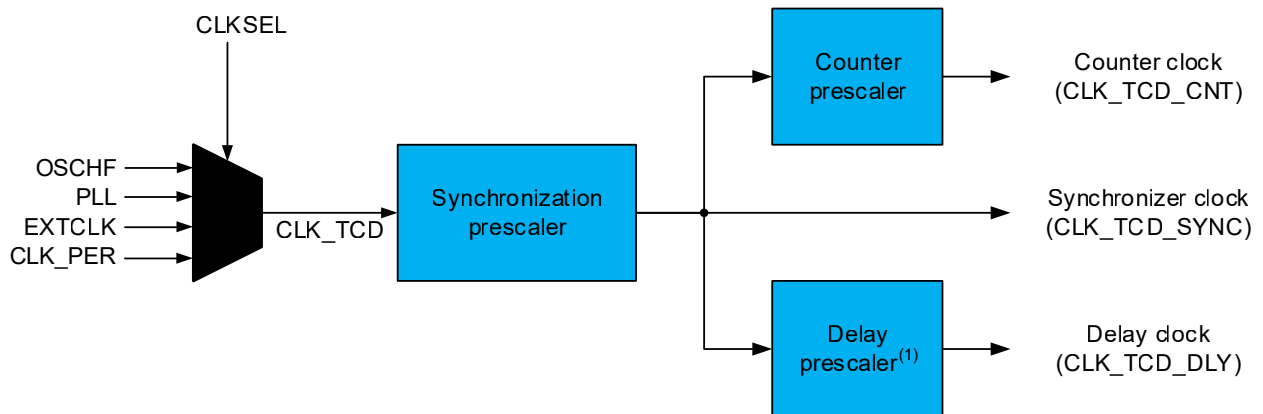 CLKSEL
OSCHF
PLL
EXTCLK
CLK_PER
CLK_TCD
Synchronization
prescaler
Counter
prescaler
Counter clock
(CLK_TCD_CNT)
Synchronizer clock
(CLK_TCD_SYNC)
Delay
prescaler(1)
Delay clock
(CLK_TCD_DLY)